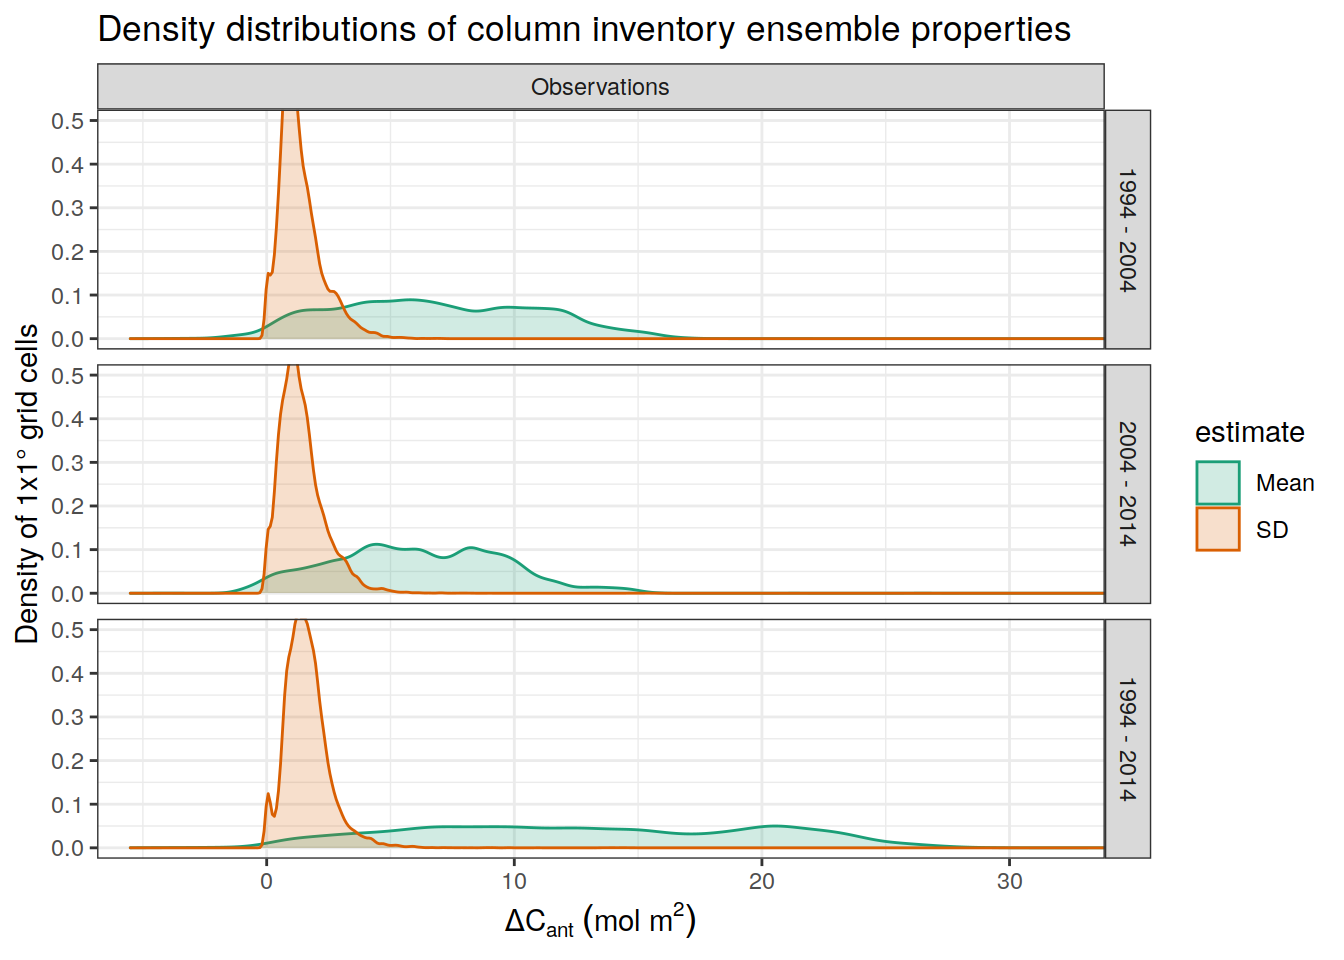 Density distributions of column inventory ensemble properties
Observations
0.5
0.4
0.3
0.2
0.1
0.0
1994 - 2004
0.5
0.4
0.3
0.2
0.1
0.0
2004 - 2014
0.5
0.4
0.3
0.2
0.1
0.0
1994 - 2014
0 10 20 30
Density of 1x1° grid cells
ΔCant (mol m²)
estimate
Mean
SD